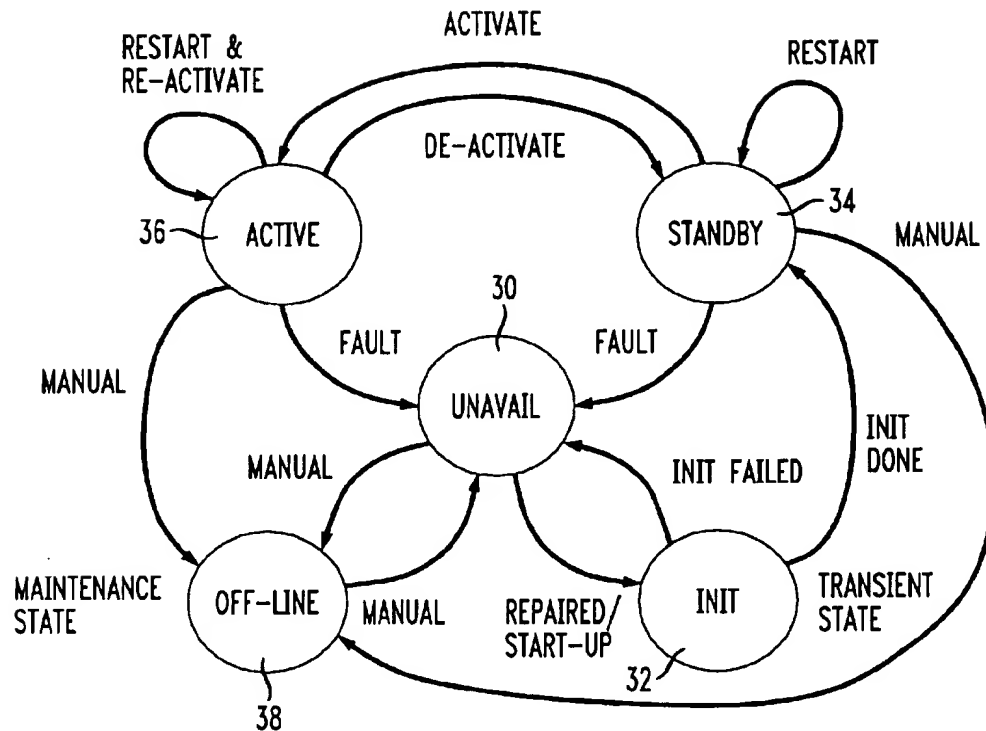 ACTIVATE
RESTART &
RE-ACTIVATE
RESTART
DE-ACTIVATE
34
36
ACTIVE
STANDBY
MANUAL
30
FAULT
FAULT
MANUAL
UNAVAIL
INIT
DONE
MANUAL
INIT FAILED
MAINTENANCE
STATE
OFF-LINE
MANUAL
REPAIRED/
START-UP
INIT
TRANSIENT
STATE
32
38